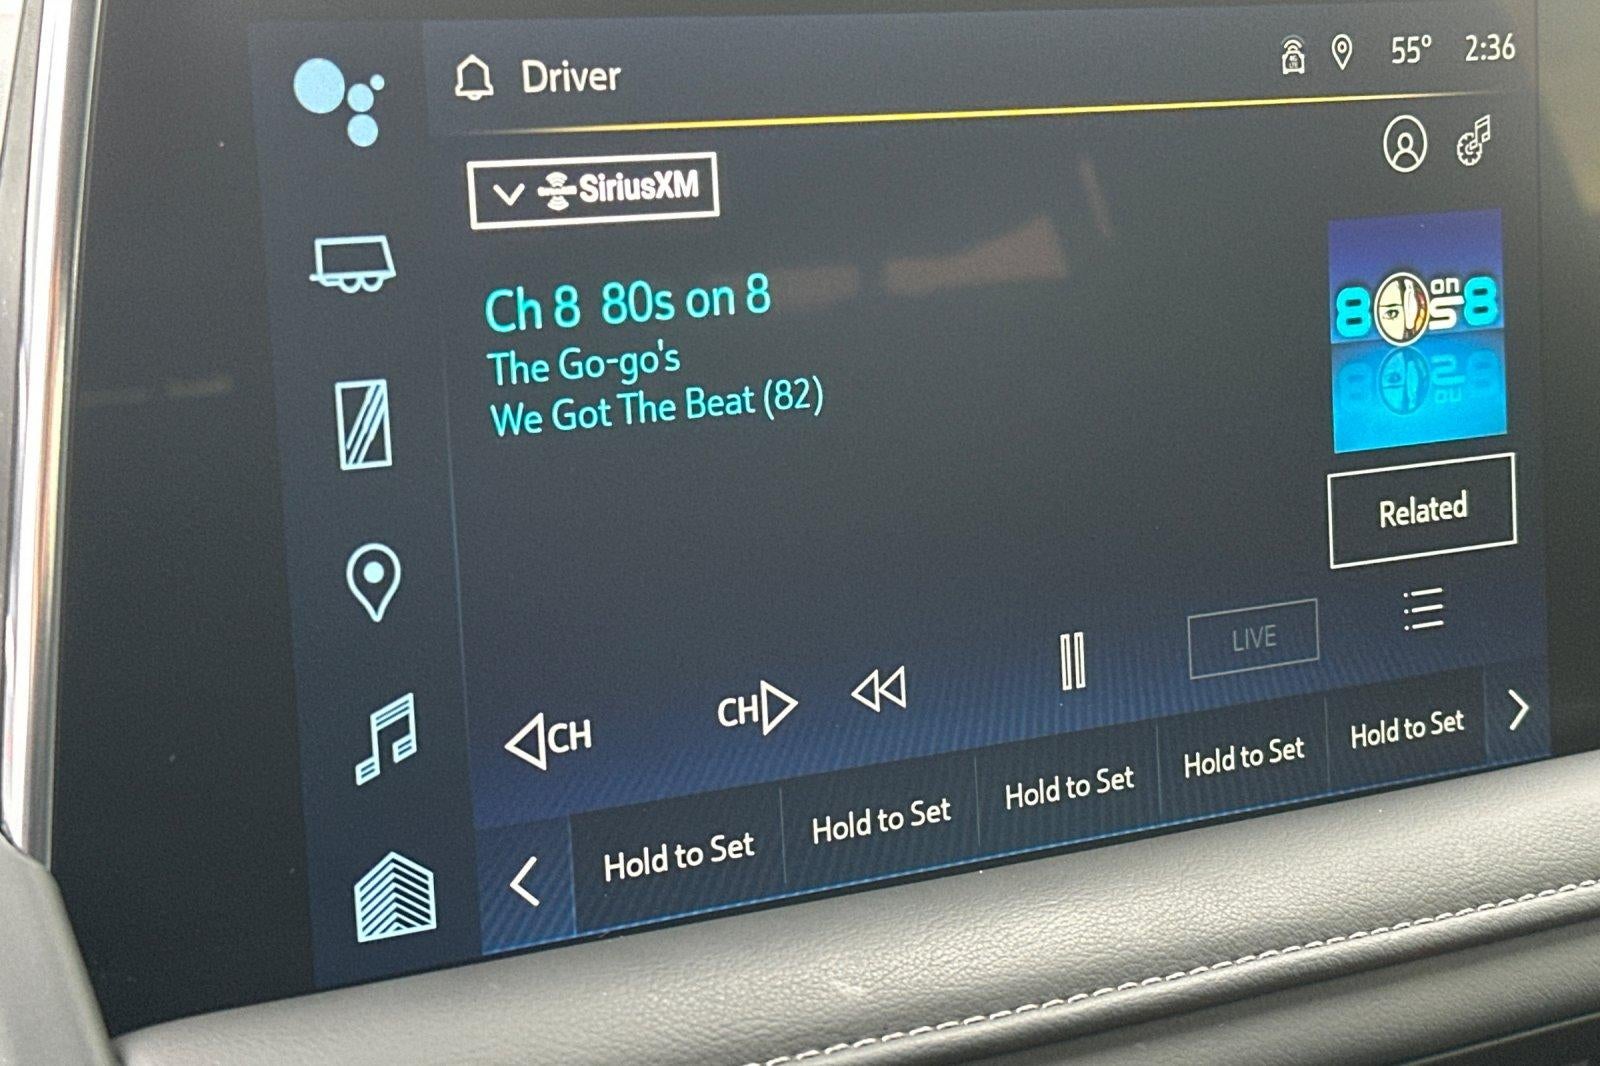 Driver
55° 2:36
SiriusXM
Ch 8 80s on 8
The Go-go's
We Got The Beat (82)
80s on 8
Related
LIVE
CH
CH
Hold to Set
Hold to Set
Hold to Set
Hold to Set
Hold to Set